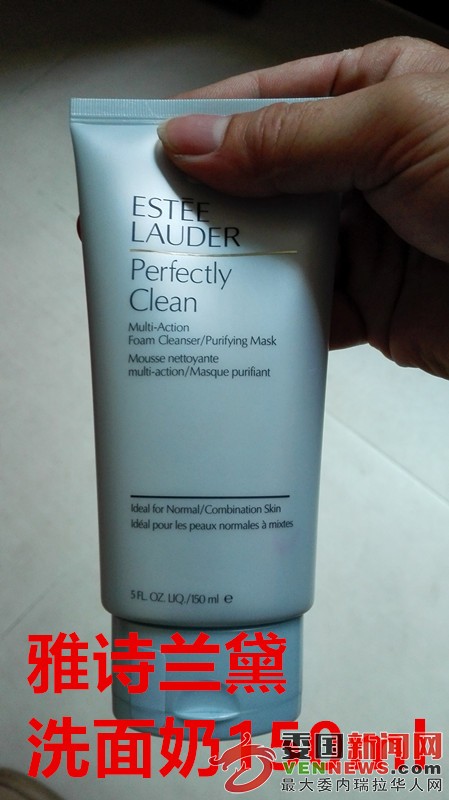 ESTĒE
LAUDER
Perfectly
Clean
Multi-Action
Foam Cleanser/Purifying Mask
Mousse nettoyante
multi-action/Masque purifiant
Ideal for Normal/Combination Skin
Idéal pour les peaux normales à mixtes
5 FL. OZ. LIQ./150 ml e
雅诗兰黛
洗面奶150ml
委国新闻网
VENNEWS.COM
最大委内瑞拉华人网